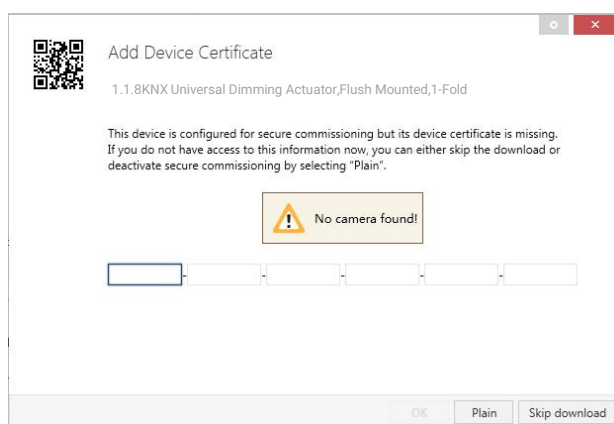 Add Device Certificate
1.1.8KNX Universal Dimming Actuator,Flush Mounted,1-Fold
This device is configured for secure commissioning but its device certificate is missing.
If you do not have access to this information now, you can either skip the download or
deactivate secure commissioning by selecting "Plain".
No camera found!
- - - - -
OK Plain Skip download